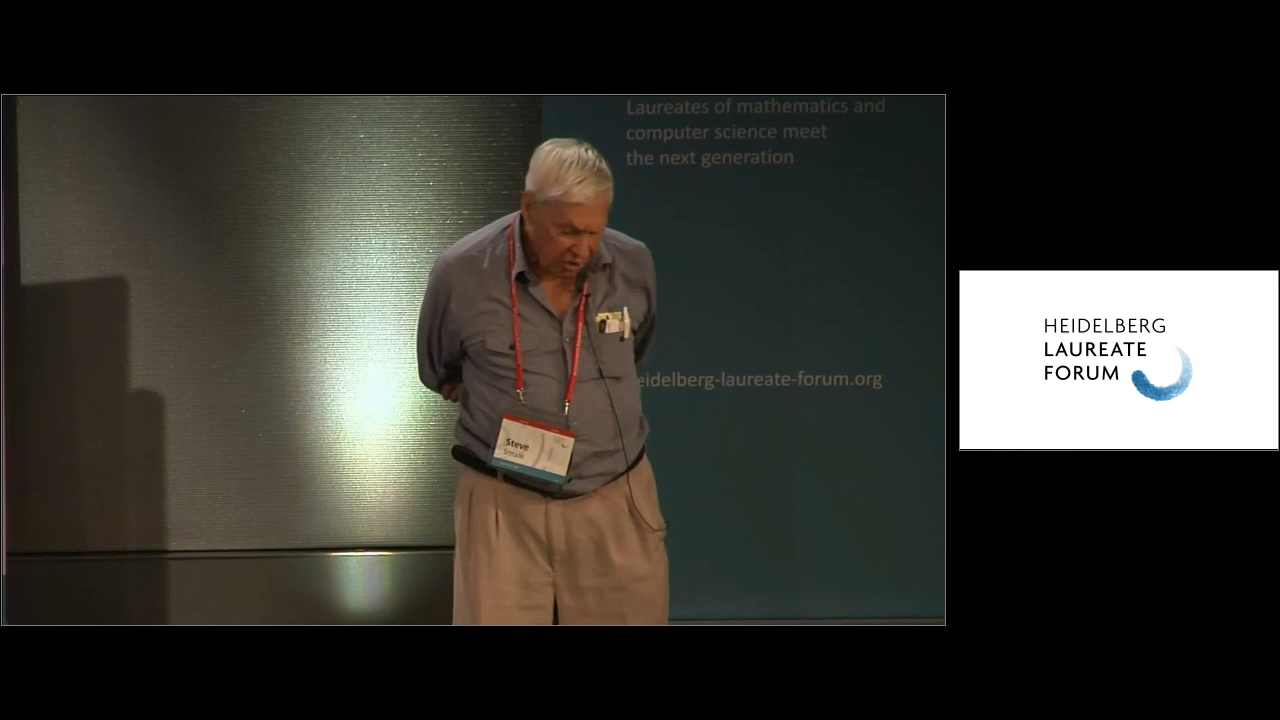 Laureates of mathematics and
computer science meet
the next generation
eidelberg-laureate-forum.org
Steve
Smale
HEIDELBERG
LAUREATE
FORUM